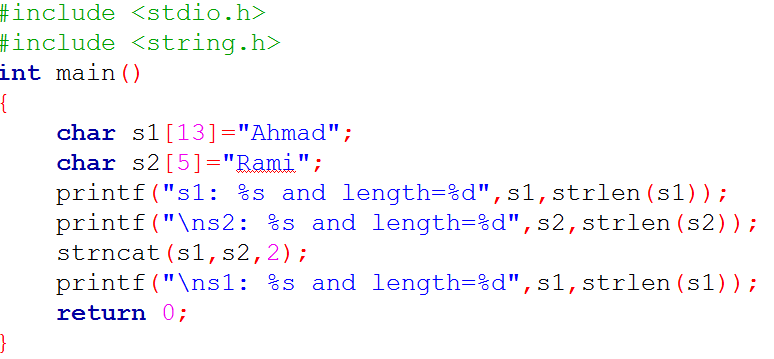 #include <stdio.h>
#include <string.h>
int main()
{
    char s1[13]="Ahmad";
    char s2[5]="Rami";
    printf("s1: %s and length=%d",s1,strlen(s1));
    printf("\ns2: %s and length=%d",s2,strlen(s2));
    strncat(s1,s2,2);
    printf("\ns1: %s and length=%d",s1,strlen(s1));
    return 0;
}